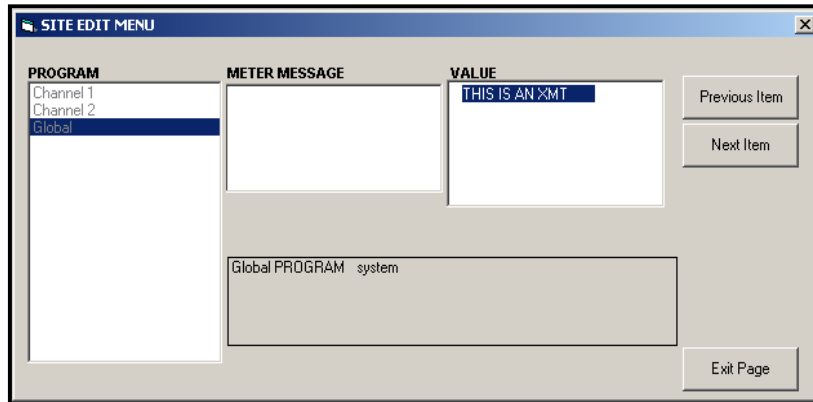 SITE EDIT MENU
PROGRAM
METER MESSAGE
VALUE
Channel 1
Channel 2
Global
THIS IS AN XMT
Previous Item
Next Item
Global PROGRAM system
Exit Page